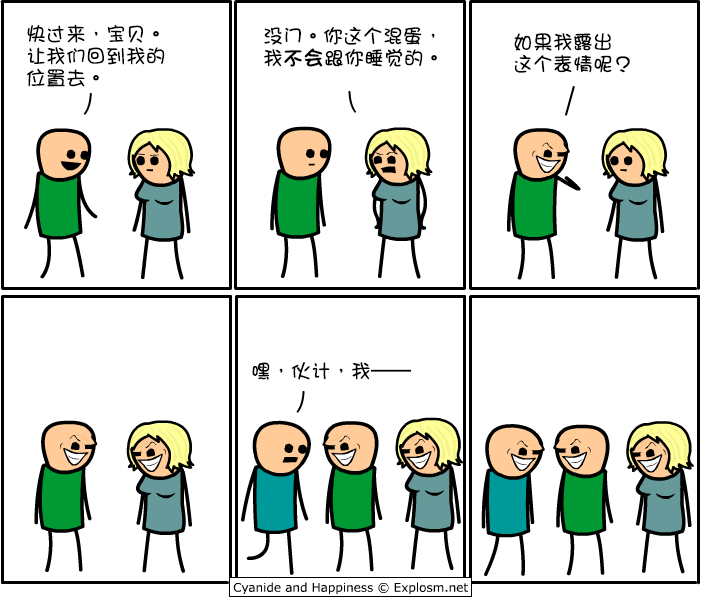 快过来，宝贝。
让我们回到我的
位置去。
没门。你这个混蛋，
我不会跟你睡觉的。
如果我露出
这个表情呢？
嘿，伙计，我——
Cyanide and Happiness © Explosm.net